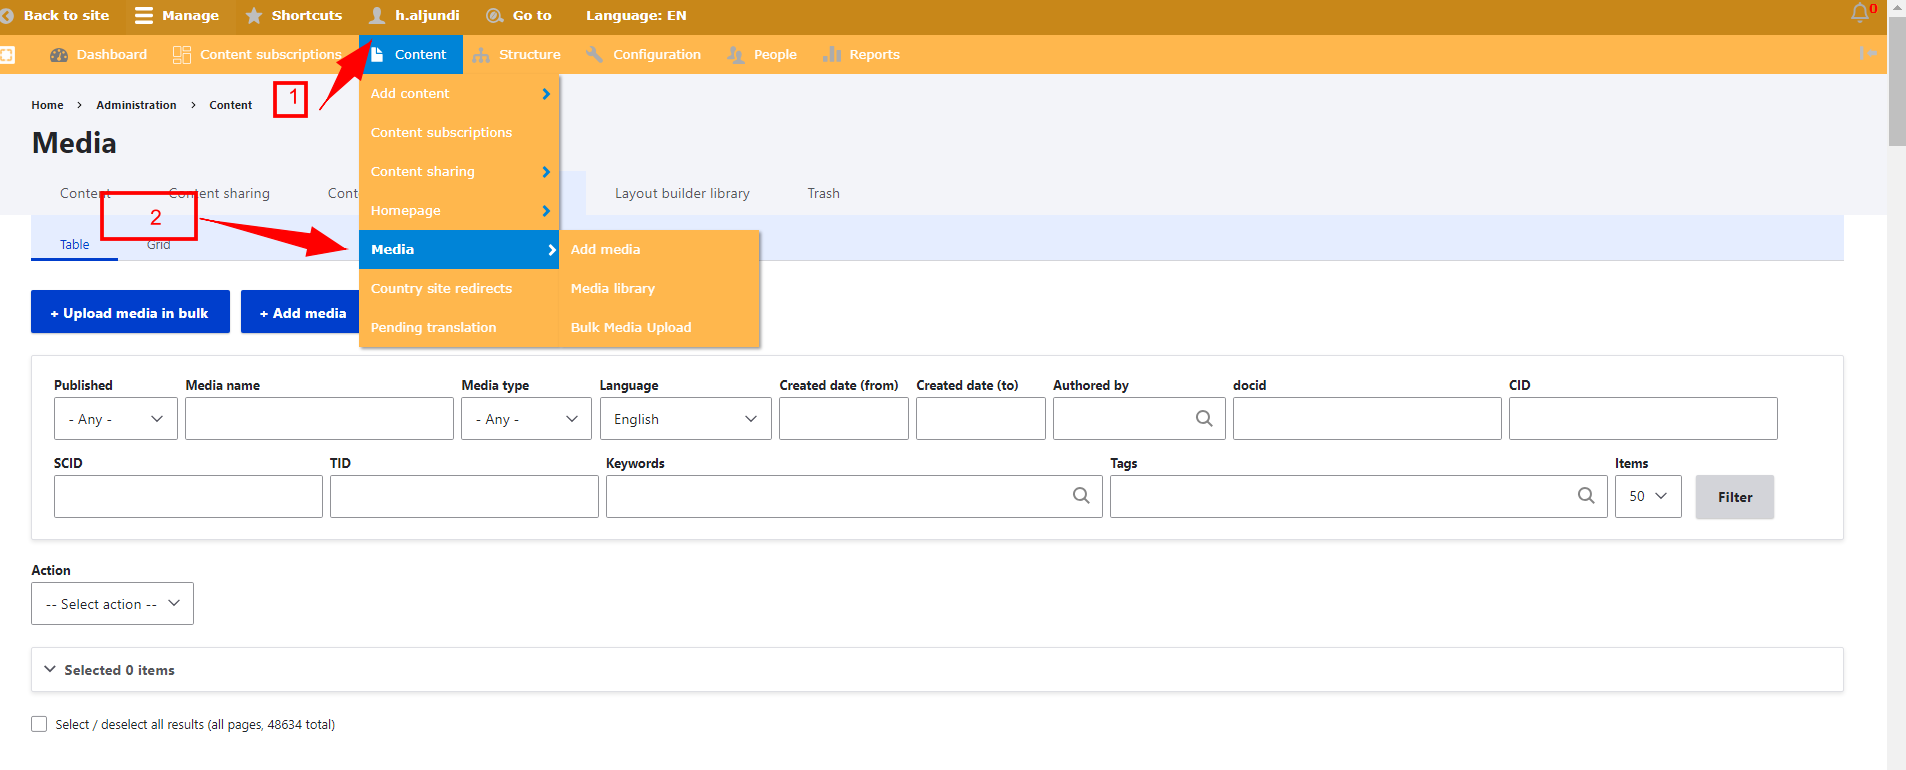 Back to site Manage Shortcuts h.aljundi Go to Language: EN 0
Dashboard Content subscriptions Content Structure Configuration People Reports
Home > Administration > Content
1
Add content
Content subscriptions
Content sharing
Homepage
Media
Country site redirects
Pending translation
Add media
Media library
Bulk Media Upload
Media
Content Content sharing Cont Layout builder library Trash
2
Table Grid
+ Upload media in bulk + Add media
Published Media name Media type Language Created date (from) Created date (to) Authored by docid CID
- Any - - Any - English
SCID TID Keywords Tags Items
50 Filter
Action
-- Select action --
Selected 0 items
Select / deselect all results (all pages, 48634 total)